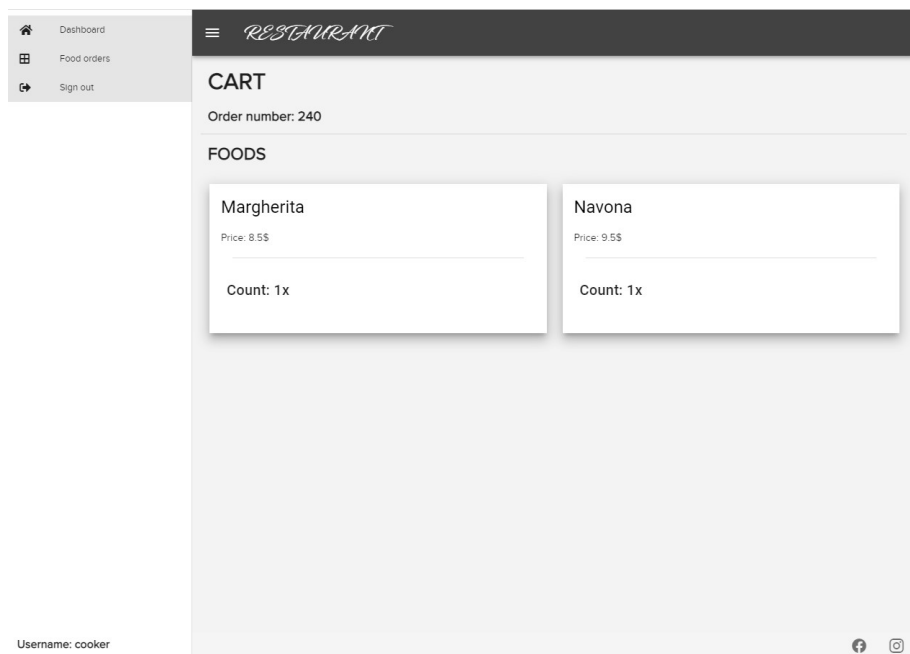 Dashboard
Food orders
Sign out
RESTAURANT
CART
Order number: 240
FOODS
Margherita
Price: 8.5$
Count: 1x
Navona
Price: 9.5$
Count: 1x
Username: cooker